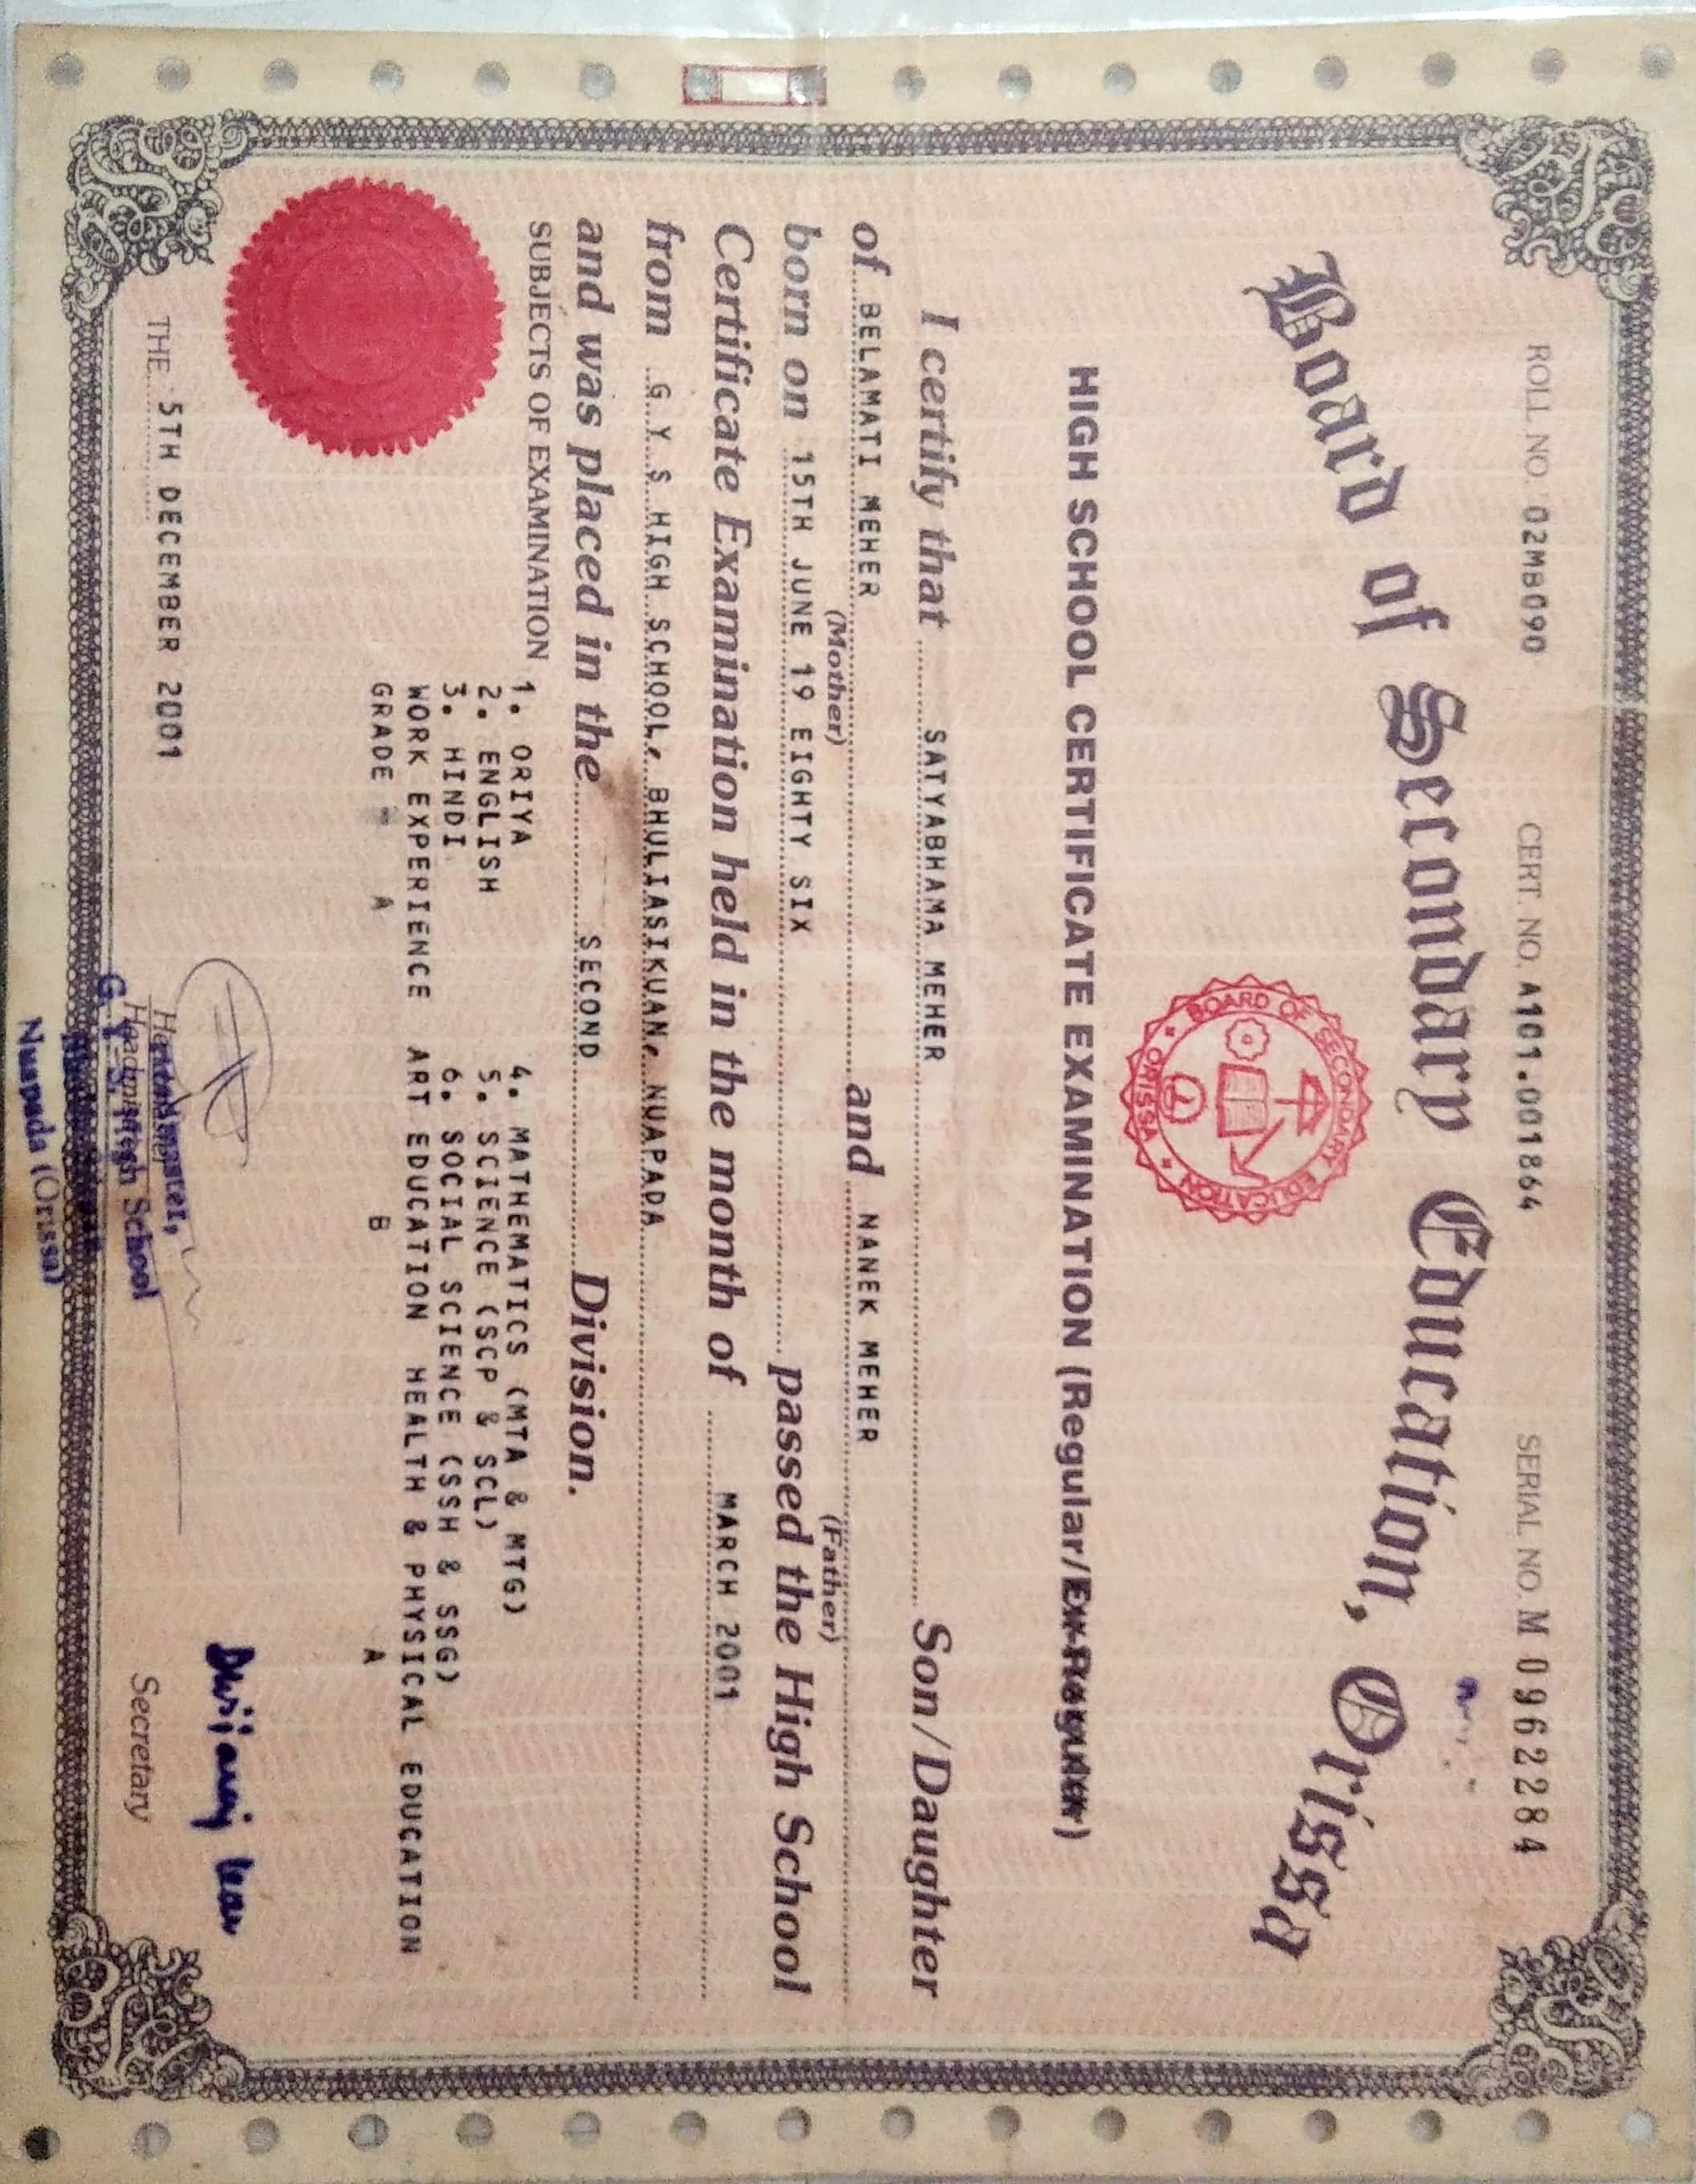 ROLL NO. 02MB090 CERT. NO. A101.001864 SERIAL NO. M 0962284
Board of Secondary Education, Orissa
BOARD OF SECONDARY EDUCATION * ORISSA *
HIGH SCHOOL CERTIFICATE EXAMINATION (Regular/Ex-Regular)
I certify that SATYABHAMA MEHER Son/Daughter
of BELAMATI MEHER and NANEK MEHER
(Mother) (Father)
born on 15TH JUNE 19 EIGHTY SIX passed the High School
Certificate Examination held in the month of MARCH 2001
from G Y S HIGH SCHOOL, BHULIASIKUAN, NUAPADA
and was placed in the SECOND Division.
SUBJECTS OF EXAMINATION 1. ORIYA 4. MATHEMATICS (MTA & MTG)
2. ENGLISH 5. SCIENCE (SCP & SCL)
3. HINDI 6. SOCIAL SCIENCE (SSH & SSG)
WORK EXPERIENCE ART EDUCATION HEALTH & PHYSICAL EDUCATION
GRADE - A B A
THE 5TH DECEMBER 2001
Headmaster,
G. Y. S. High School
Nuapada (Orissa)
Secretary